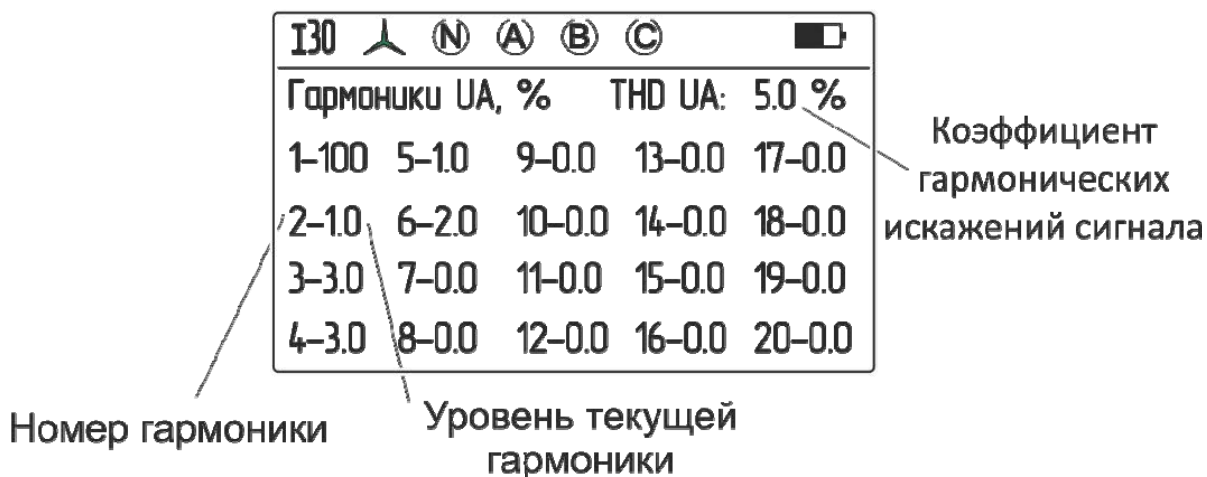 I30 N A B C
Гармоники UA, % THD UA: 5.0 %
1–100 5–1.0 9–0.0 13–0.0 17–0.0
2–1.0 6–2.0 10–0.0 14–0.0 18–0.0
3–3.0 7–0.0 11–0.0 15–0.0 19–0.0
4–3.0 8–0.0 12–0.0 16–0.0 20–0.0
Коэффициент
гармонических
искажений сигнала
Номер гармоники
Уровень текущей
гармоники